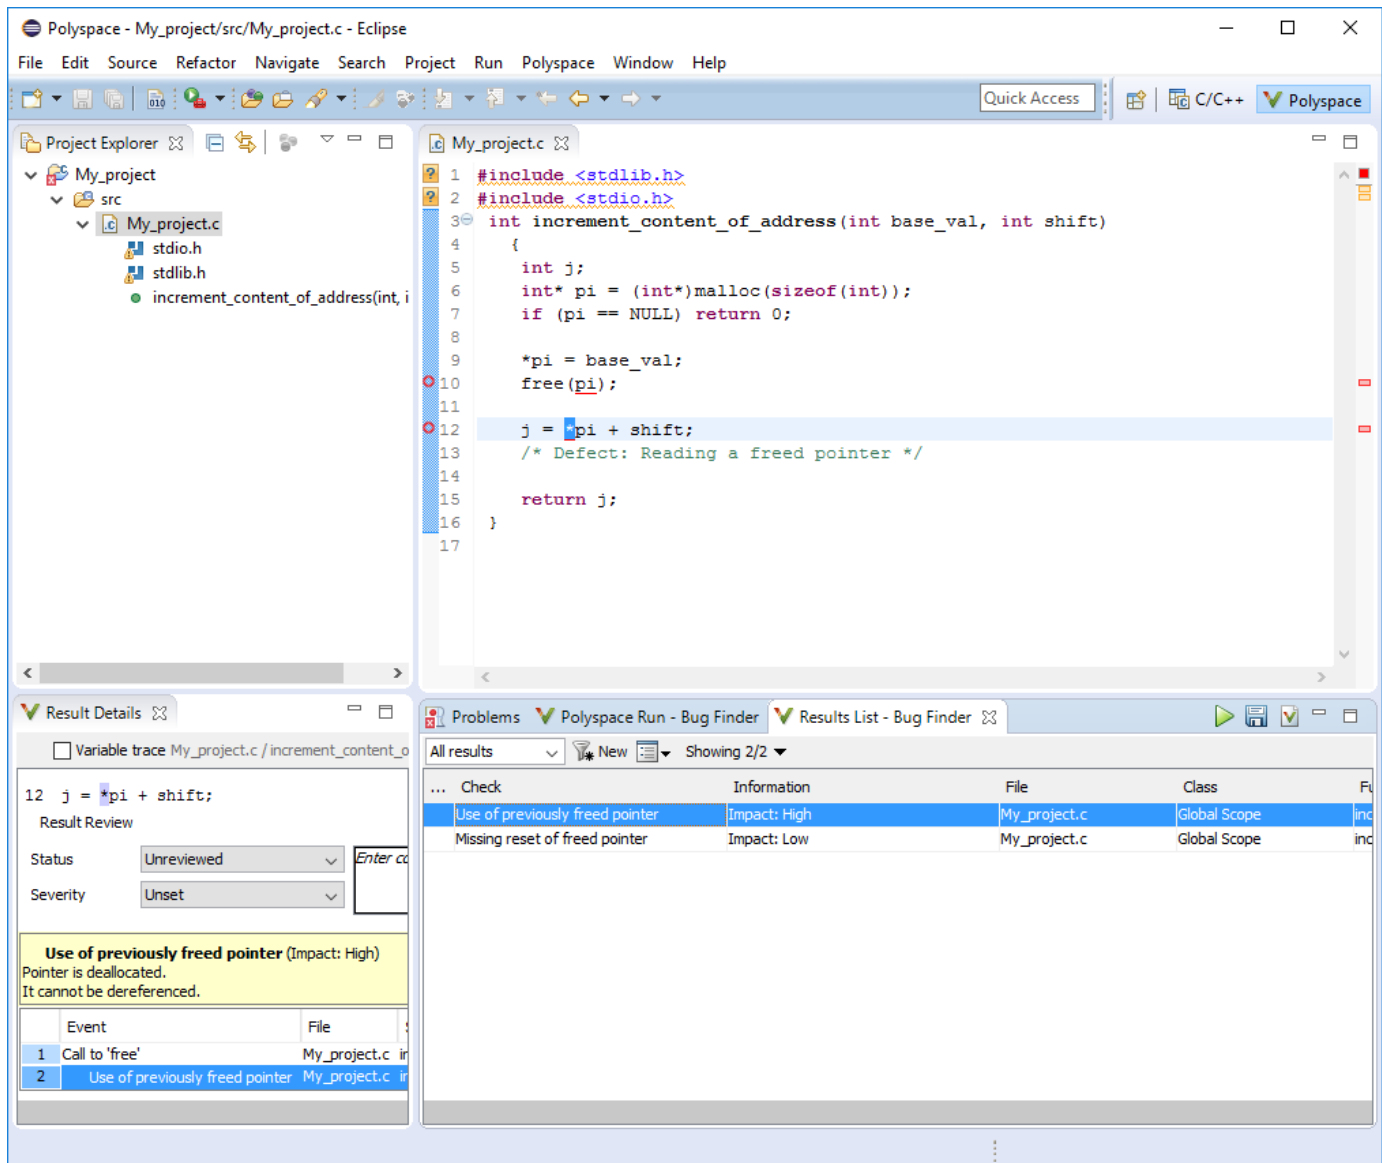 Polyspace - My_project/src/My_project.c - Eclipse
File Edit Source Refactor Navigate Search Project Run Polyspace Window Help
010
Quick Access
C/C++
Polyspace
Project Explorer
My_project
src
My_project.c
stdio.h
stdlib.h
increment_content_of_address(int, i
My_project.c
1 #include <stdlib.h>
2 #include <stdio.h>
3 int increment_content_of_address(int base_val, int shift)
4 {
5 int j;
6 int* pi = (int*)malloc(sizeof(int));
7 if (pi == NULL) return 0;
8
9 *pi = base_val;
10 free(pi);
11
12 j = *pi + shift;
13 /* Defect: Reading a freed pointer */
14
15 return j;
16 }
17
Result Details
Variable trace My_project.c / increment_content_o
12 j = *pi + shift;
Result Review
Status Unreviewed
Enter co
Severity Unset
Use of previously freed pointer (Impact: High)
Pointer is deallocated.
It cannot be dereferenced.
Event File
1 Call to 'free' My_project.c ir
2 Use of previously freed pointer My_project.c ir
Problems Polyspace Run - Bug Finder Results List - Bug Finder
All results New Showing 2/2
... Check Information File Class Fu
Use of previously freed pointer Impact: High My_project.c Global Scope inc
Missing reset of freed pointer Impact: Low My_project.c Global Scope inc